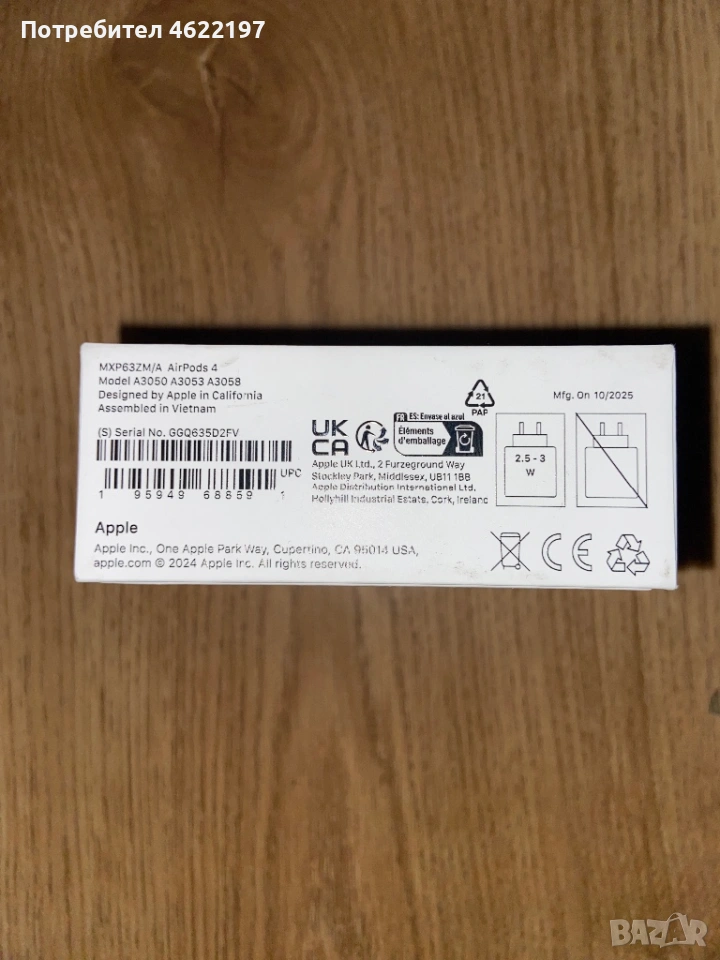 Потребител 4622197
MXP63ZM/A AirPods 4
Model A3050 A3053 A3058
Designed by Apple in California
Assembled in Vietnam
(S) Serial No. GGQ635D2FV
UPC
1 95949 68859 1
Apple
Apple Inc., One Apple Park Way, Cupertino, CA 95014 USA,
apple.com © 2024 Apple Inc. All rights reserved.
UK
CA
FR ES: Envase al azul
Éléments
d'emballage
Apple UK Ltd., 2 Furzeground Way
Stockley Park, Middlesex, UB11 1BB
Apple Distribution International Ltd.
Hollyhill Industrial Estate, Cork, Ireland
21
PAP
Mfg. On 10/2025
2.5 - 3
W
CE
BAZAR